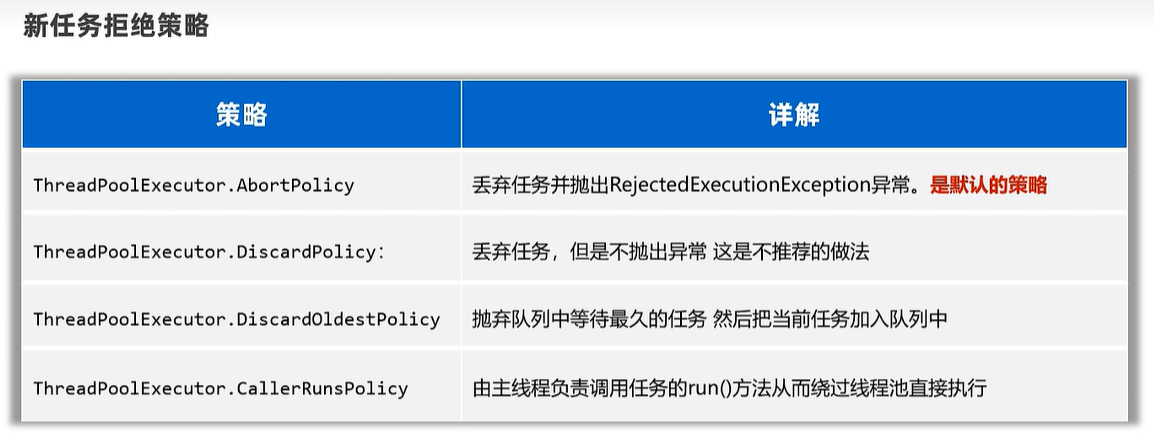 新任务拒绝策略
策略 详解
ThreadPoolExecutor.AbortPolicy 丢弃任务并抛出RejectedExecutionException异常。是默认的策略
ThreadPoolExecutor.DiscardPolicy： 丢弃任务，但是不抛出异常 这是不推荐的做法
ThreadPoolExecutor.DiscardOldestPolicy 抛弃队列中等待最久的任务 然后把当前任务加入队列中
ThreadPoolExecutor.CallerRunsPolicy 由主线程负责调用任务的run()方法从而绕过线程池直接执行